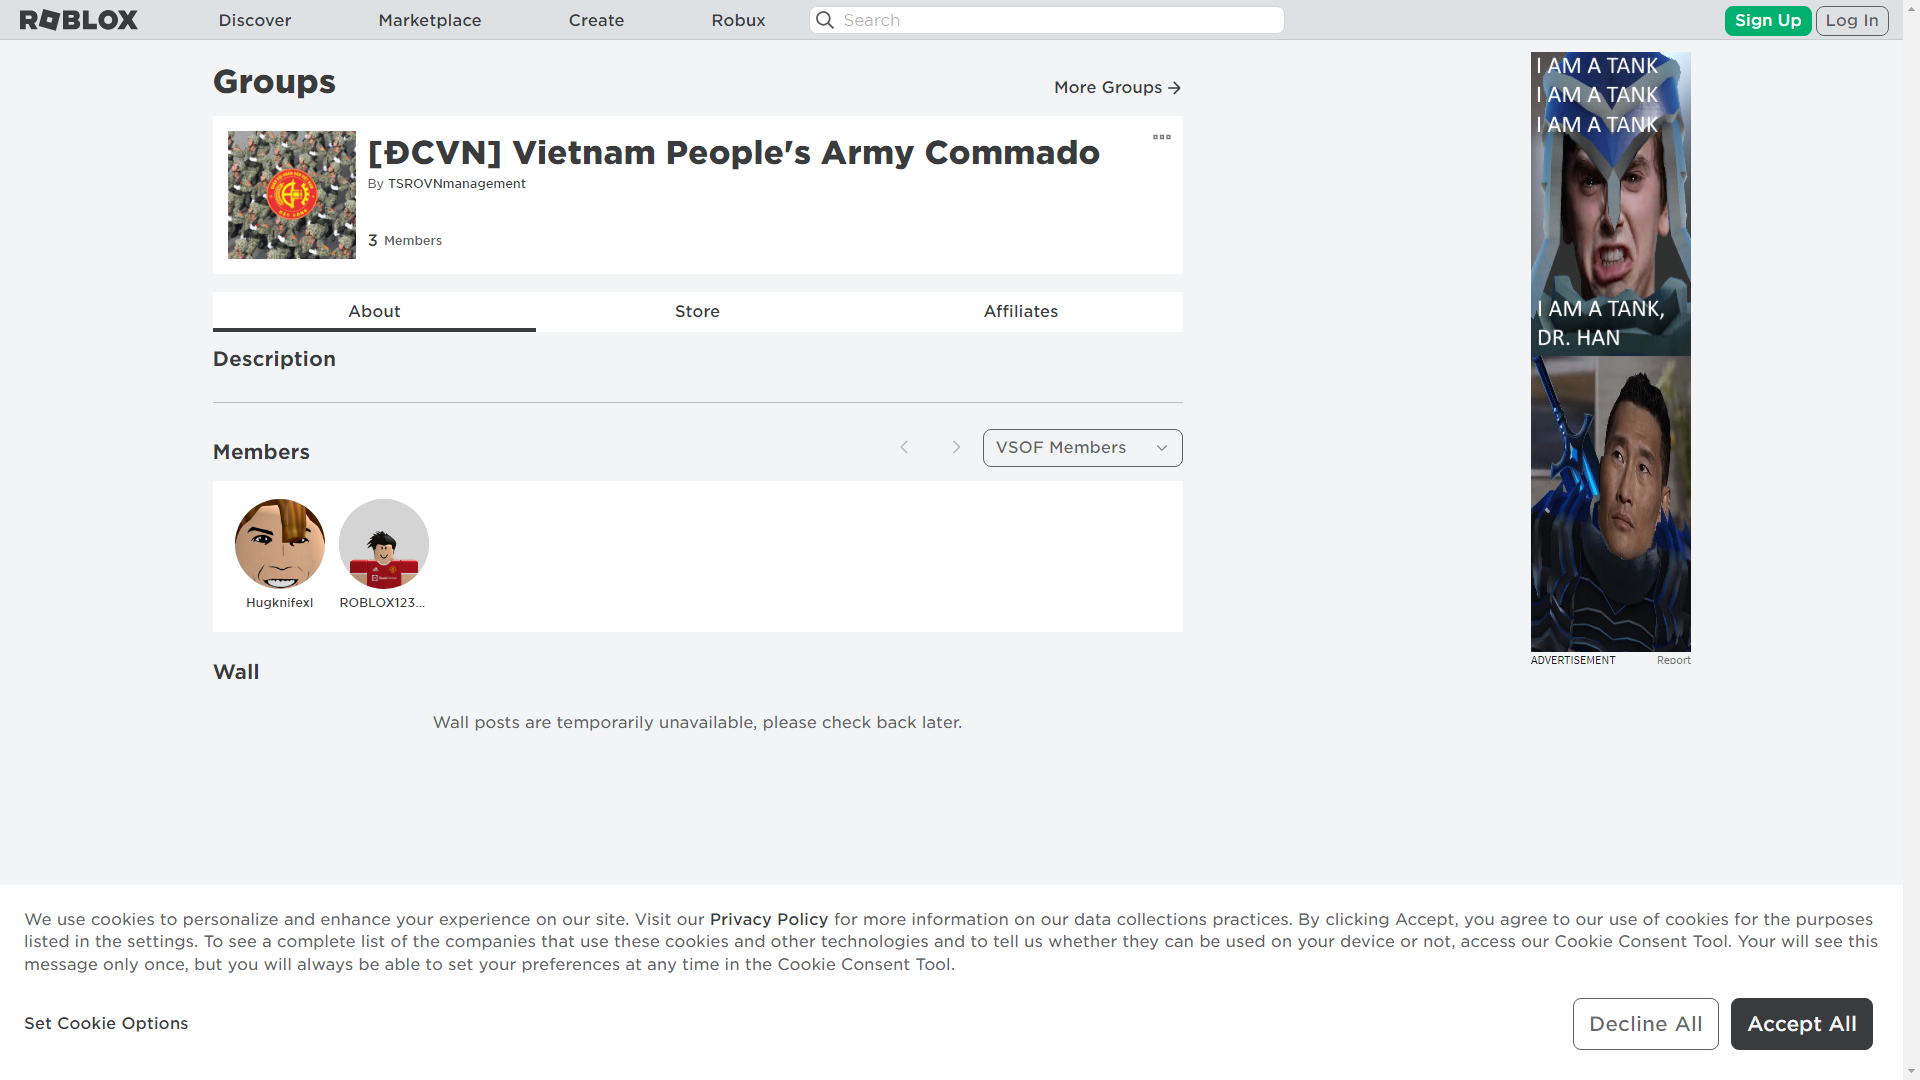 ROBLOX
Discover
Marketplace
Create
Robux
Search
Sign Up
Log In
Groups
More Groups
[ĐCVN] Vietnam People's Army Commado
By TSROVNmanagement
3 Members
About
Store
Affiliates
Description
Members
VSOF Members
Hugknifexl
ROBLOX123...
Wall
Wall posts are temporarily unavailable, please check back later.
I AM A TANK
I AM A TANK
I AM A TANK
I AM A TANK,
DR. HAN
ADVERTISEMENT
Report
We use cookies to personalize and enhance your experience on our site. Visit our Privacy Policy for more information on our data collections practices. By clicking Accept, you agree to our use of cookies for the purposes
listed in the settings. To see a complete list of the companies that use these cookies and other technologies and to tell us whether they can be used on your device or not, access our Cookie Consent Tool. Your will see this
message only once, but you will always be able to set your preferences at any time in the Cookie Consent Tool.
Set Cookie Options
Decline All
Accept All